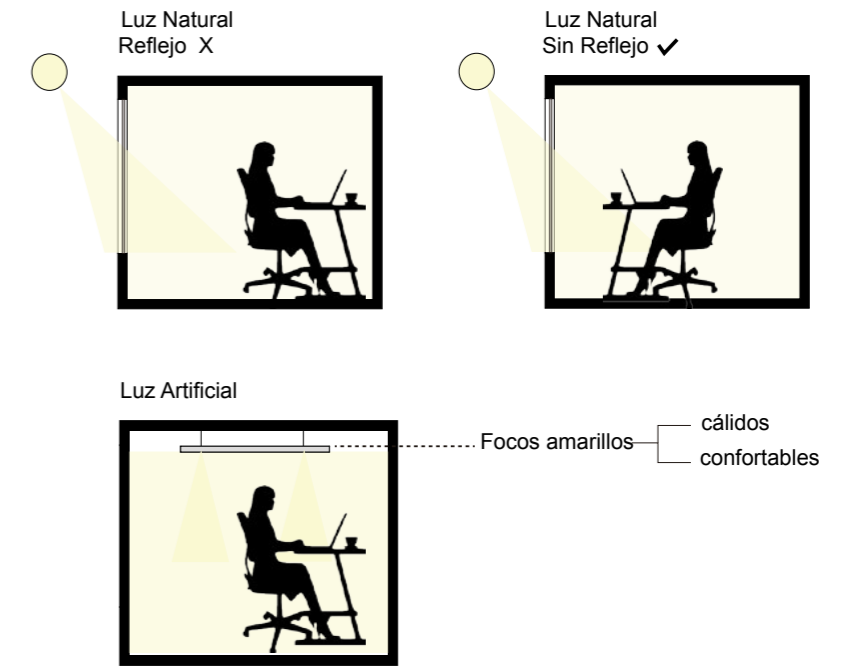 Luz Natural
Reflejo X
Luz Natural
Sin Reflejo ✓
Luz Artificial
Focos amarillos
cálidos
confortables